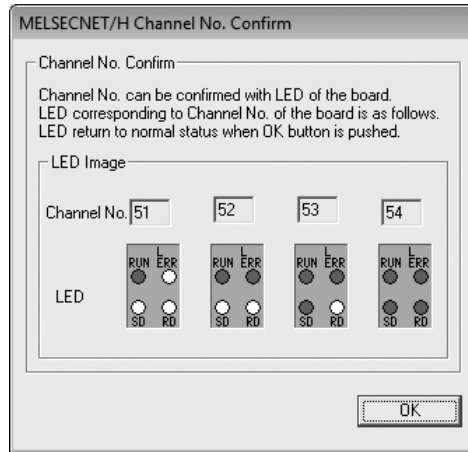 MELSECNET/H Channel No. Confirm
Channel No. Confirm
Channel No. can be confirmed with LED of the board.
LED corresponding to Channel No. of the board is as follows.
LED return to normal status when OK button is pushed.
LED Image
Channel No. 51 52 53 54
L L L L
RUN ERR RUN ERR RUN ERR RUN ERR
LED
SD RD SD RD SD RD SD RD
OK